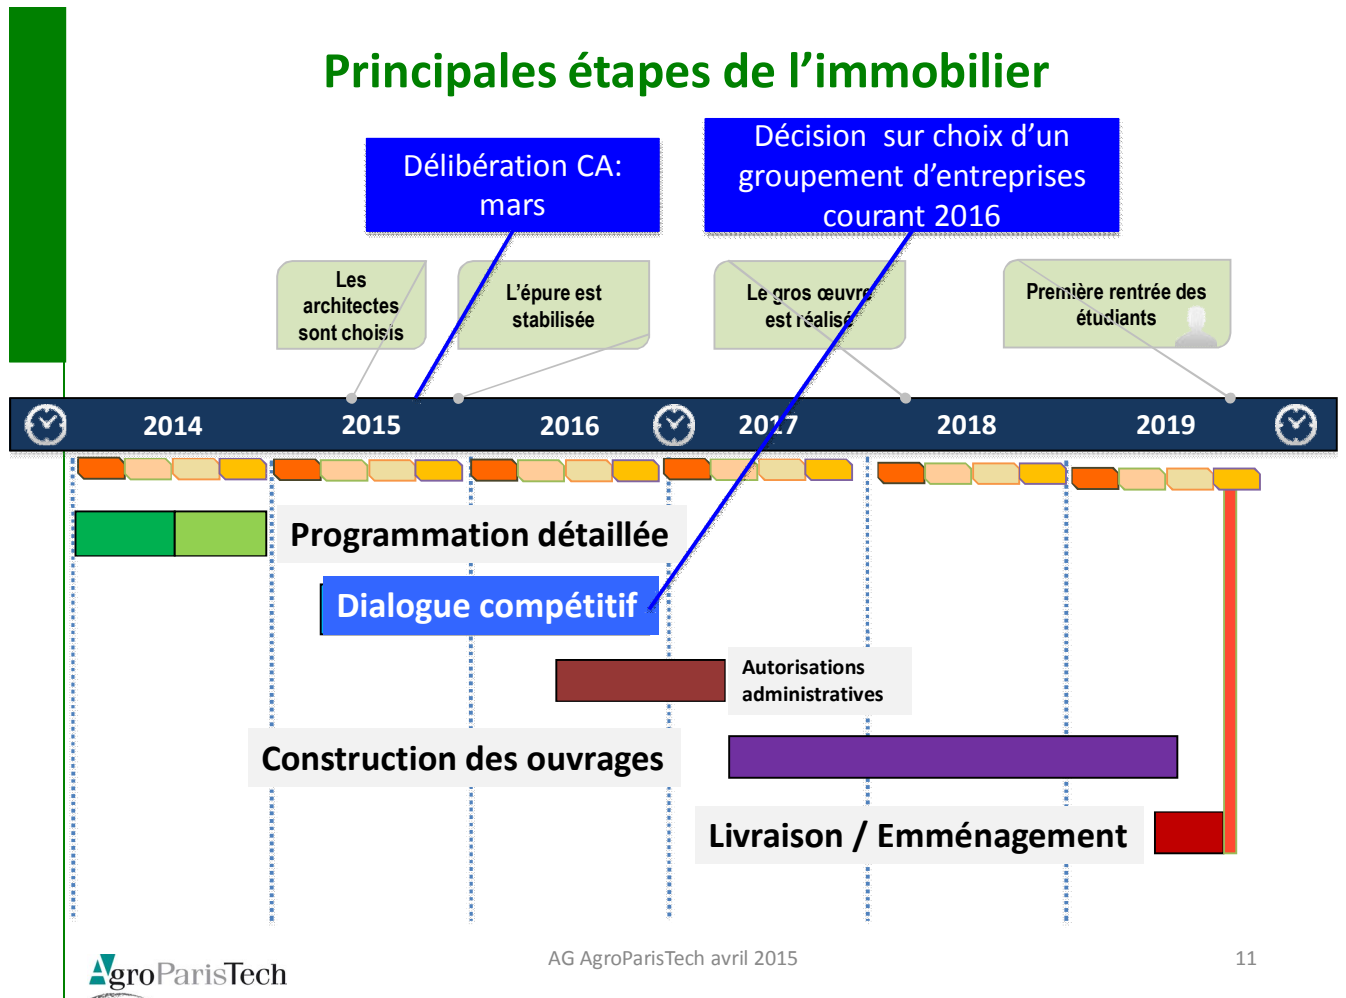 Principales étapes de l’immobilier
Délibération CA:
mars
Décision  sur choix d’un
groupement d’entreprises
courant 2016
Les
architectes
sont choisis
L’épure est
stabilisée
Le gros œuvre
est réalisé
Première rentrée des
étudiants
2014
2015
2016
2017
2018
2019
Programmation détaillée
Dialogue compétitif
Autorisations
administratives
Construction des ouvrages
Livraison / Emménagement
AgroParisTech
AG AgroParisTech avril 2015
11